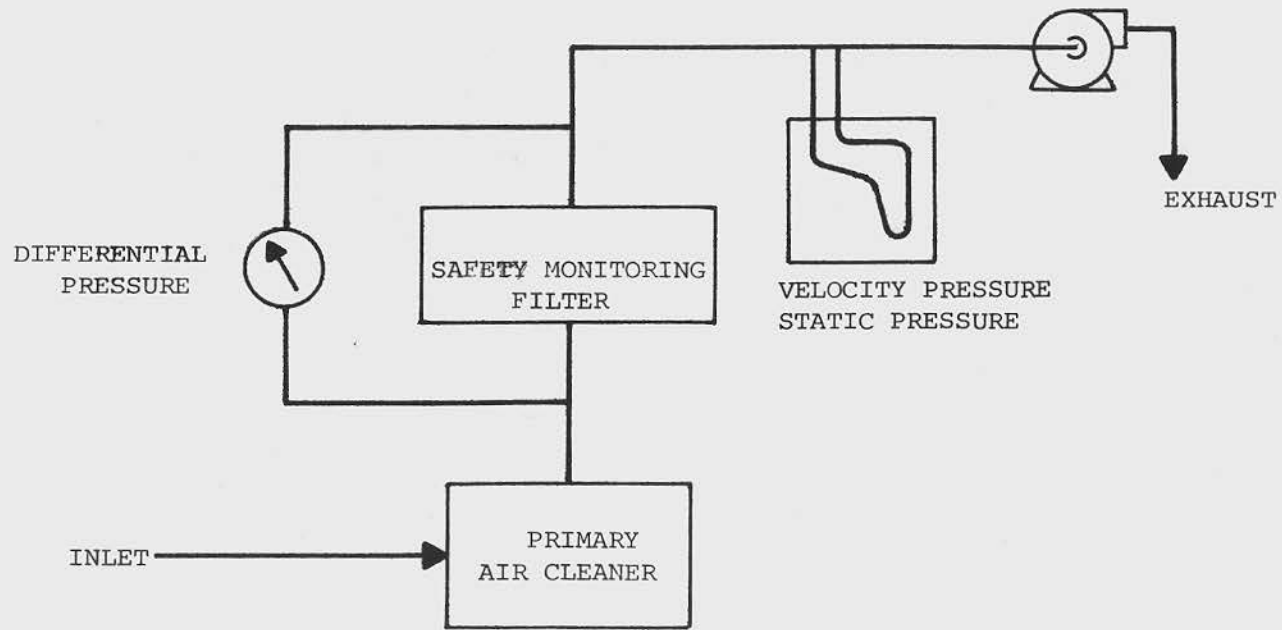 EXHAUST
DIFFERENTIAL
PRESSURE
SAFETY MONITORING
FILTER
VELOCITY PRESSURE
STATIC PRESSURE
INLET
PRIMARY
AIR CLEANER